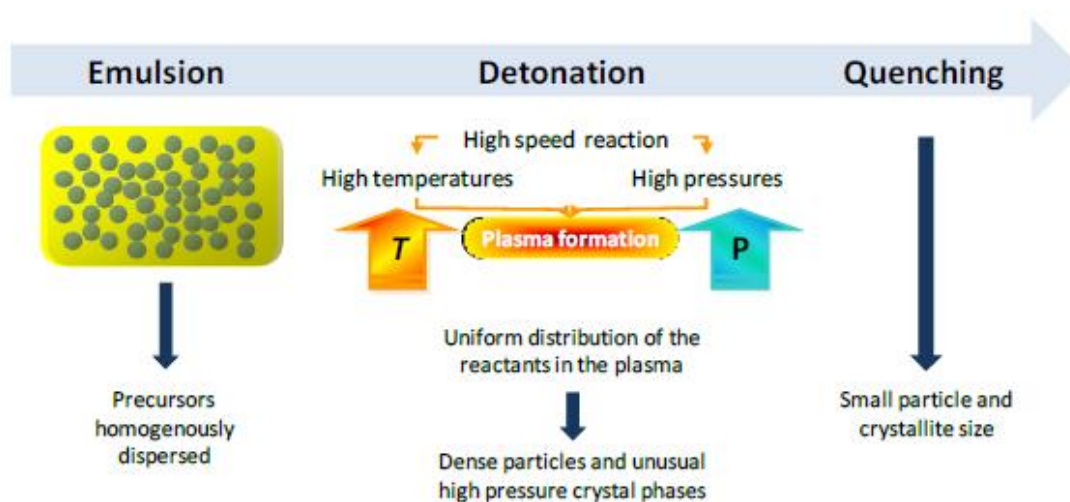 Emulsion
Detonation
Quenching
High speed reaction
High temperatures
High pressures
T
Plasma formation
P
Uniform distribution of the
reactants in the plasma
Precursors
homogenously
dispersed
Small particle and
crystallite size
Dense particles and unusual
high pressure crystal phases